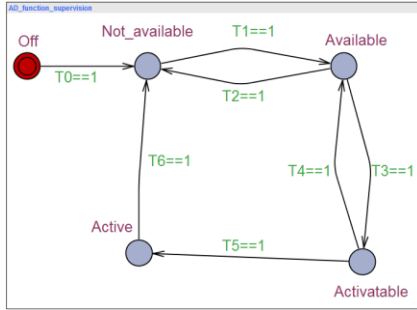 AD_function_supervision
Off
Not_available
T1==1
Available
T0==1
T2==1
T6==1
T4==1
T3==1
Active
T5==1
Activatable